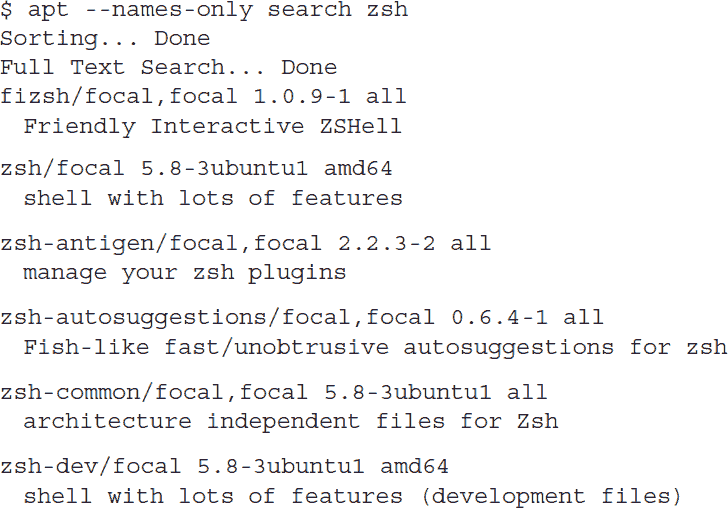 $ apt --names-only search zsh
Sorting... Done
Full Text Search... Done
fizsh/focal,focal 1.0.9-1 all
Friendly Interactive ZSHell
zsh/focal 5.8-3ubuntu1 amd64
shell with lots of features
zsh-antigen/focal,focal 2.2.3-2 all
manage your zsh plugins
zsh-autosuggestions/focal,focal 0.6.4-1 all
Fish-like fast/unobtrusive autosuggestions for zsh
zsh-common/focal,focal 5.8-3ubuntu1 all
architecture independent files for Zsh
zsh-dev/focal 5.8-3ubuntu1 amd64
shell with lots of features (development files)